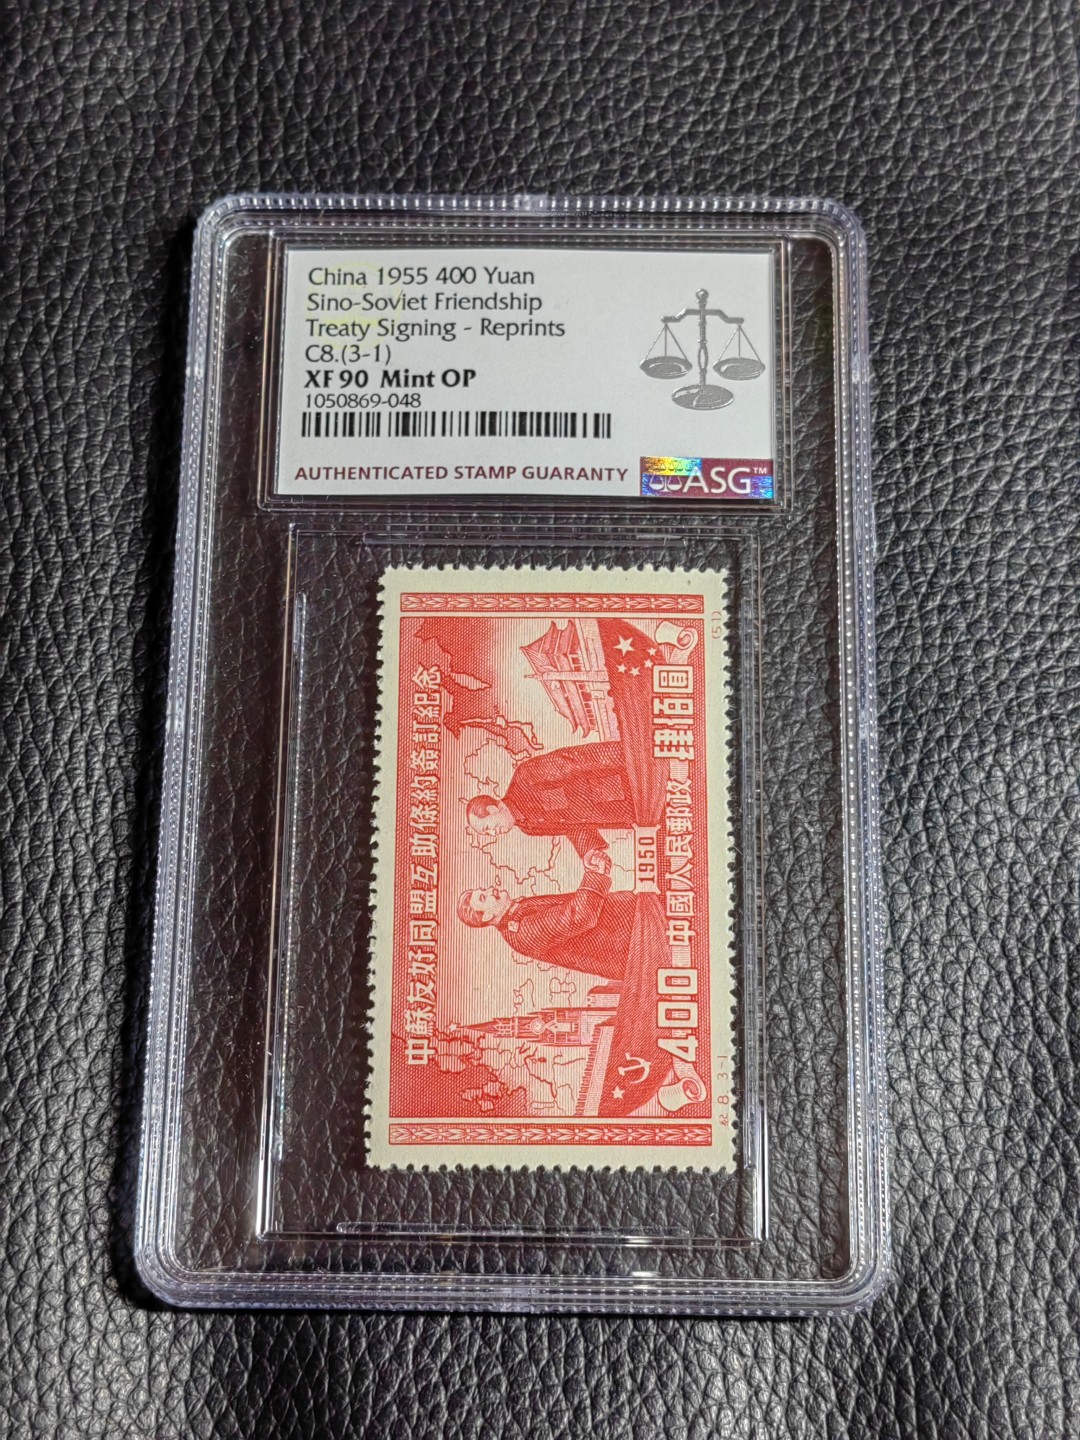 China 1955 400 Yuan
Sino-Soviet Friendship
Treaty Signing - Reprints
C8.(3-1)
XF 90 Mint OP
1050869-048
AUTHENTICATED STAMP GUARANTY
ASG™
中蘇友好同盟互助條約簽訂紀念
1950
400 中國人民郵政 肆佰圓
紀 8. 3-1
(51)